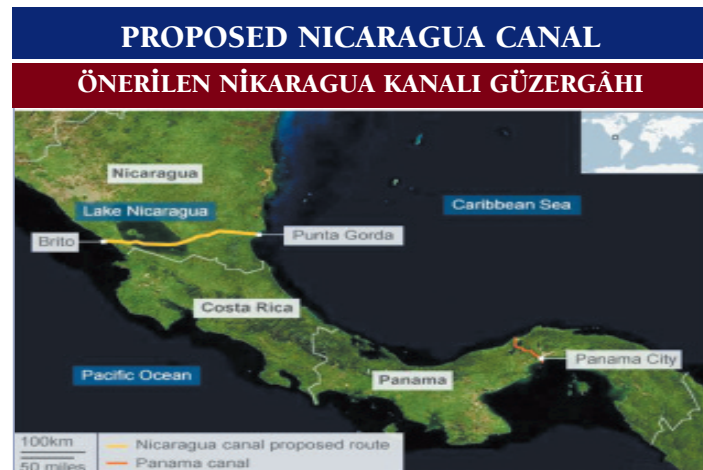 PROPOSED NICARAGUA CANAL
ÖNERİLEN NİKARAGUA KANALI GÜZERGÂHI
Nicaragua
Lake Nicaragua
Caribbean Sea
Brito
Punta Gorda
Costa Rica
Pacific Ocean
Panama
Panama City
100km
50 miles
Nicaragua canal proposed route
Panama canal